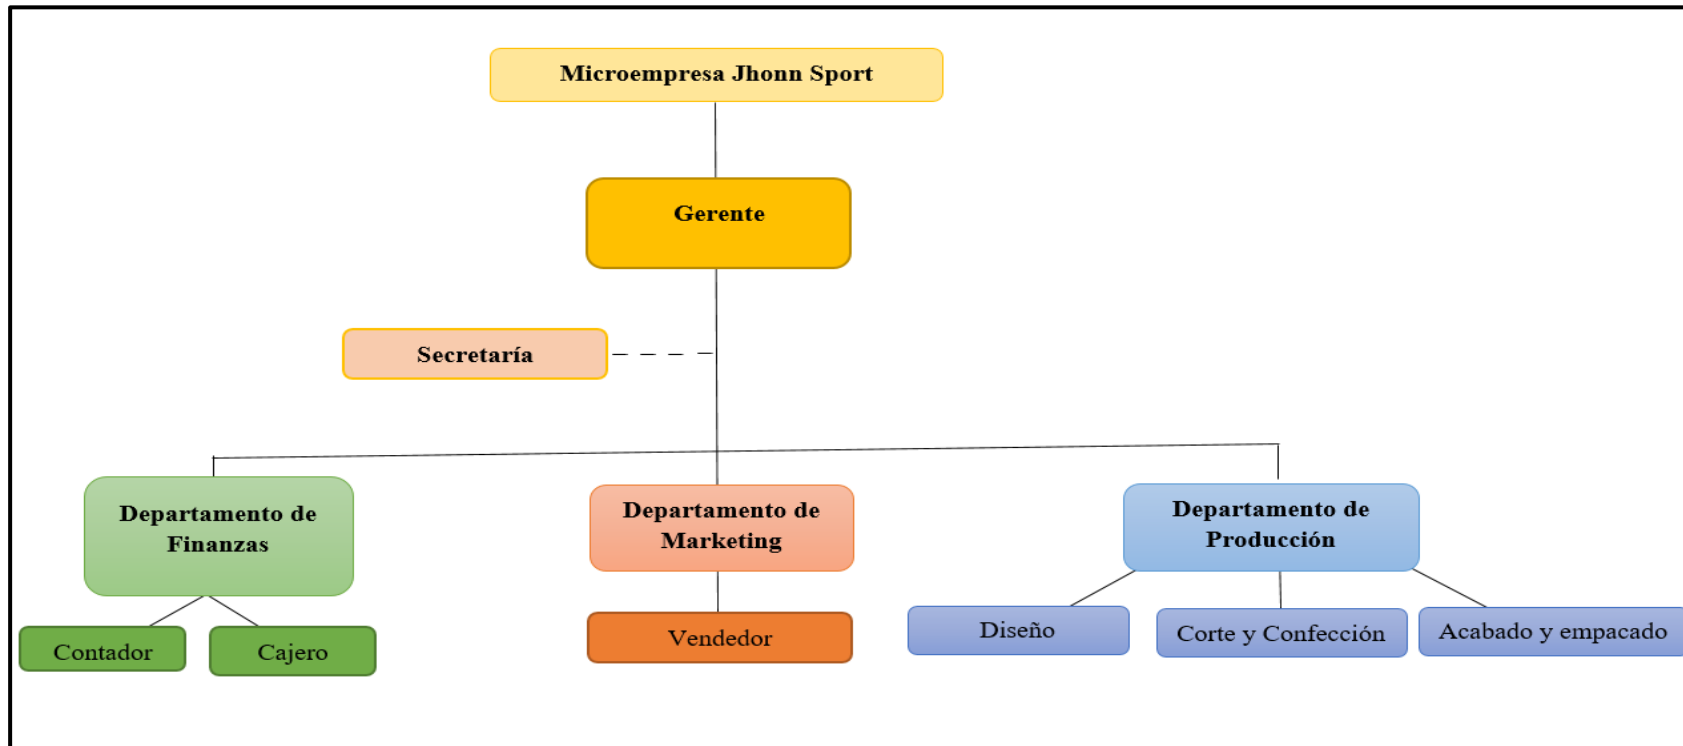 Microempresa Jhonn Sport
Gerente
Secretaría
Departamento de
Finanzas
Departamento de
Marketing
Departamento de
Producción
Contador
Cajero
Vendedor
Diseño
Corte y Confección
Acabado y empacado